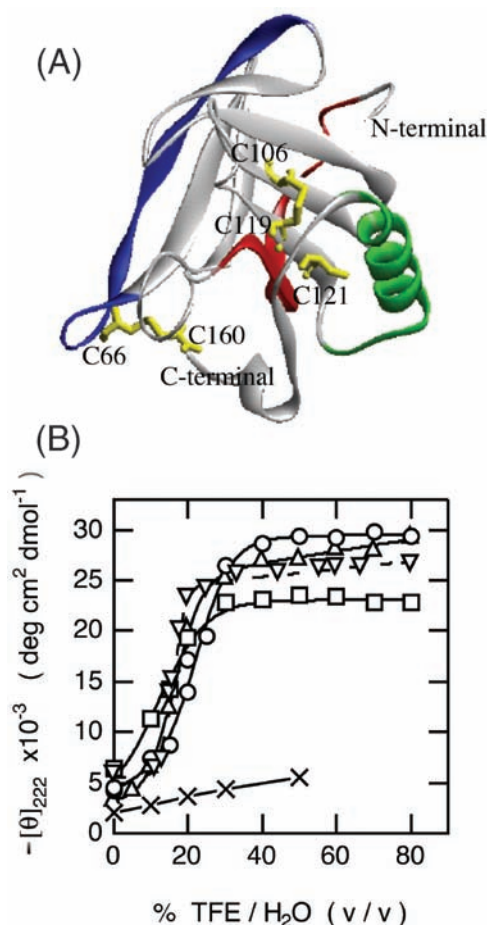 (A)
N-terminal
C106
C119
C121
C66
C160
C-terminal
(B)
30
25
20
15
10
5
0
-[θ]222 x10-3 (deg cm2 dmol-1)
0 20 40 60 80
% TFE / H2O (v/v)